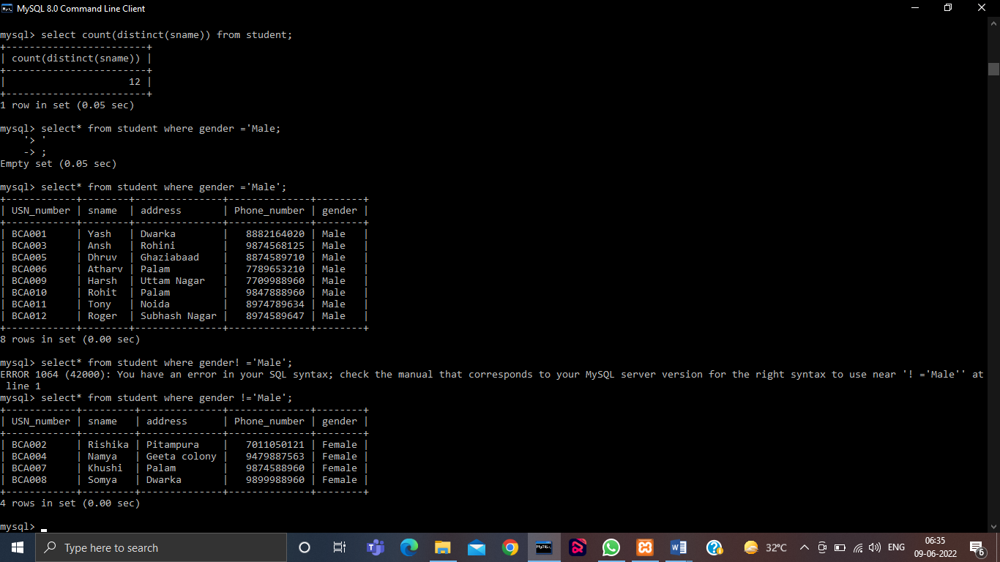 MySQL 8.0 Command Line Client
mysql> select count(distinct(sname)) from student;
+------------------------+
| count(distinct(sname)) |
+------------------------+
|                     12 |
+------------------------+
1 row in set (0.05 sec)
mysql> select* from student where gender ='Male;
    '> '
    -> ;
Empty set (0.05 sec)
mysql> select* from student where gender ='Male';
+------------+--------+---------------+--------------+--------+
| USN_number | sname  | address       | Phone_number | gender |
+------------+--------+---------------+--------------+--------+
| BCA001     | Yash   | Dwarka        |   8882164020 | Male   |
| BCA003     | Ansh   | Rohini        |   9874568125 | Male   |
| BCA005     | Dhruv  | Ghaziabaad    |   8874589710 | Male   |
| BCA006     | Atharv | Palam         |   7789653210 | Male   |
| BCA009     | Harsh  | Uttam Nagar   |   7709988960 | Male   |
| BCA010     | Rohit  | Palam         |   9847888960 | Male   |
| BCA011     | Tony   | Noida         |   8974789634 | Male   |
| BCA012     | Roger  | Subhash Nagar |   8974589647 | Male   |
+------------+--------+---------------+--------------+--------+
8 rows in set (0.00 sec)
mysql> select* from student where gender! ='Male';
ERROR 1064 (42000): You have an error in your SQL syntax; check the manual that corresponds to your MySQL server version for the right syntax to use near '! ='Male'' at
 line 1
mysql> select* from student where gender !='Male';
+------------+---------+--------------+--------------+--------+
| USN_number | sname   | address      | Phone_number | gender |
+------------+---------+--------------+--------------+--------+
| BCA002     | Rishika | Pitampura    |   7011050121 | Female |
| BCA004     | Namya   | Geeta colony |   9479887563 | Female |
| BCA007     | Khushi  | Palam        |   9874588960 | Female |
| BCA008     | Somya   | Dwarka       |   9899988960 | Female |
+------------+---------+--------------+--------------+--------+
4 rows in set (0.00 sec)
mysql>
Type here to search
32°C
ENG
06:35
09-06-2022
6